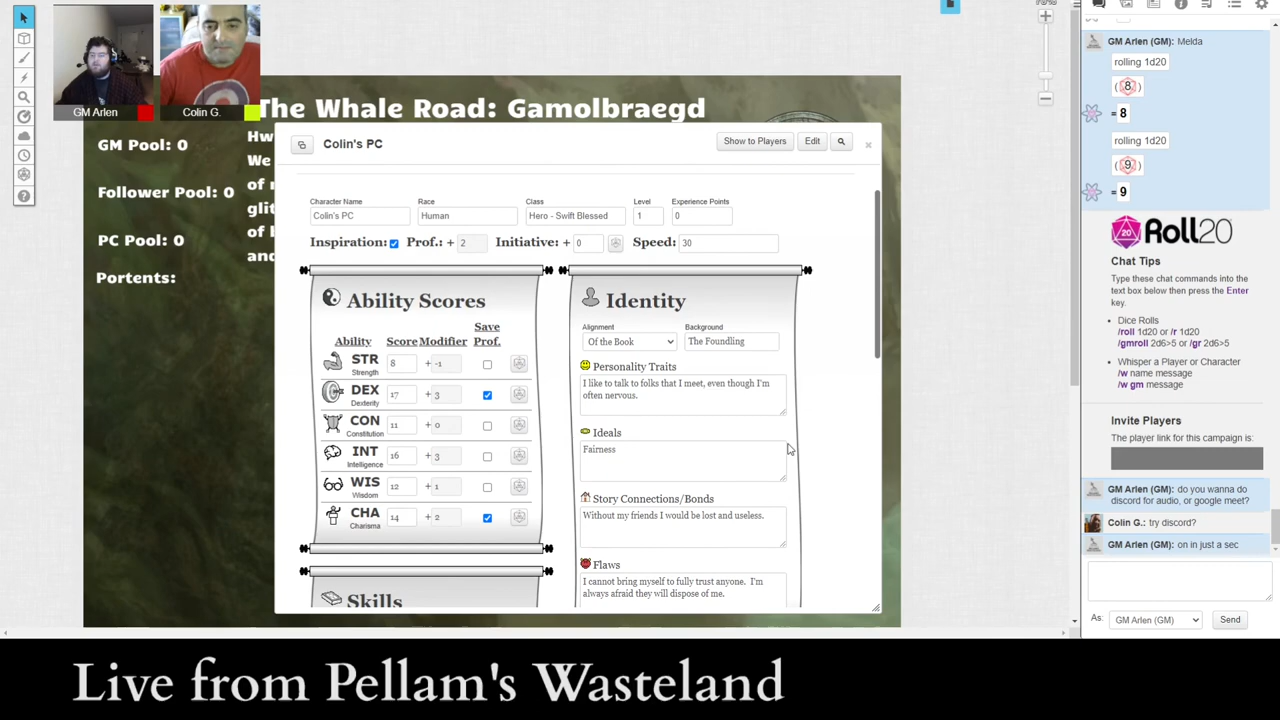 GM Arlen
Colin G.
The Whale Road: Gamolbraegd
GM Pool: 0
Follower Pool: 0
PC Pool: 0
Portents:
Hw
We
of r
glit
of h
and
Colin's PC
Show to Players
Edit
Character Name
Race
Class
Level
Experience Points
Colin's PC
Human
Hero - Swift Blessed
1
0
Inspiration:
Prof.: + 2
Initiative: + 0
Speed: 30
Ability Scores
Ability
Score
Modifier
Save
Prof.
STR
Strength
8
+ -1
DEX
Dexterity
17
+ 3
CON
Constitution
11
+ 0
INT
Intelligence
16
+ 3
WIS
Wisdom
12
+ 1
CHA
Charisma
14
+ 2
Skills
Identity
Alignment
Background
Of the Book
The Foundling
Personality Traits
I like to talk to folks that I meet, even though I'm
often nervous.
Ideals
Fairness
Story Connections/Bonds
Without my friends I would be lost and useless.
Flaws
I cannot bring myself to fully trust anyone. I'm
always afraid they will dispose of me.
GM Arlen (GM): Melda
rolling 1d20
(8)
= 8
rolling 1d20
(9)
= 9
20
Roll20
Chat Tips
Type these chat commands into the
text box below then press the Enter
key.
• Dice Rolls
/roll 1d20 or /r 1d20
/gmroll 2d6>5 or /gr 2d6>5
• Whisper a Player or Character
/w name message
/w gm message
Invite Players
The player link for this campaign is:
GM Arlen (GM): do you wanna do
discord for audio, or google meet?
Colin G.: try discord?
GM Arlen (GM): on in just a sec
As:
GM Arlen (GM)
Send
Live from Pellam's Wasteland